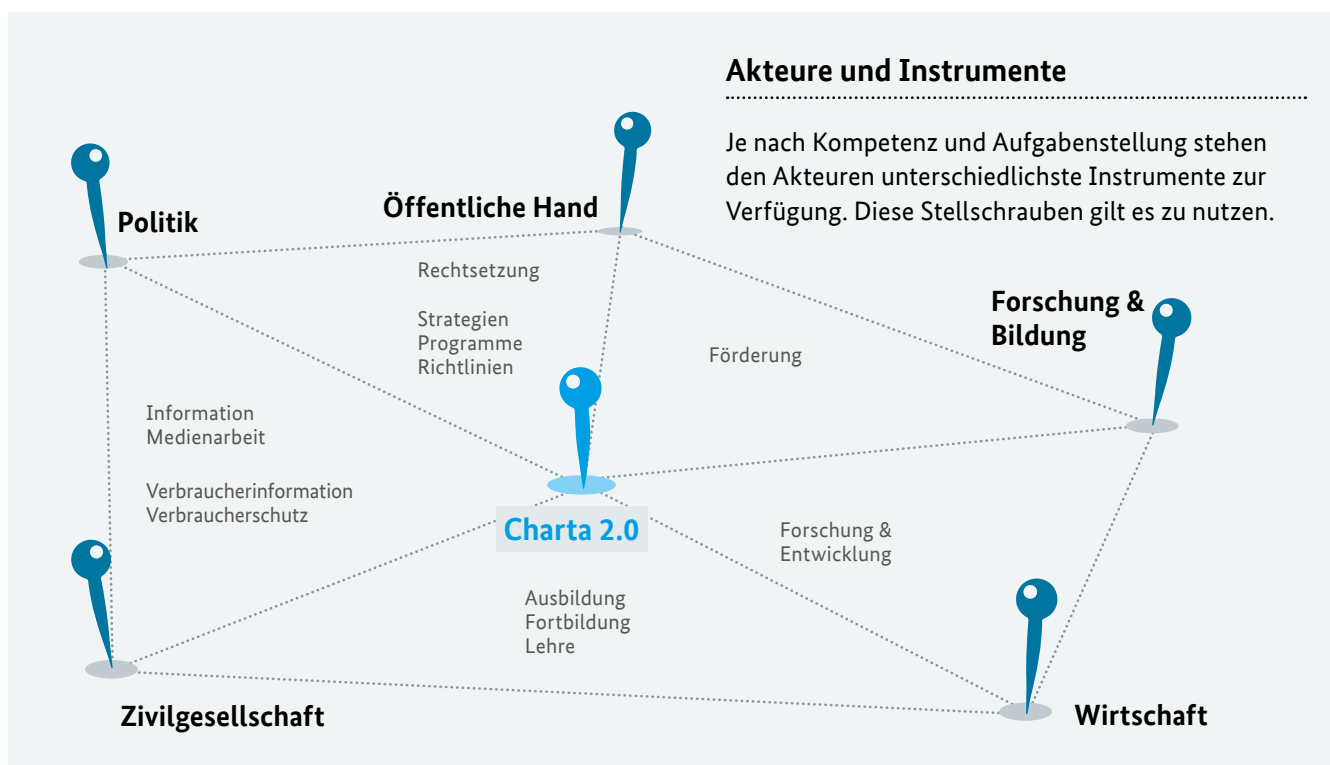 Akteure und Instrumente
Je nach Kompetenz und Aufgabenstellung stehen
den Akteuren unterschiedlichste Instrumente zur
Verfügung. Diese Stellschrauben gilt es zu nutzen.
Politik
Öffentliche Hand
Rechtsetzung
Strategien
Programme
Richtlinien
Forschung &
Bildung
Förderung
Information
Medienarbeit
Verbraucherinformation
Verbraucherschutz
Charta 2.0
Forschung &
Entwicklung
Ausbildung
Fortbildung
Lehre
Zivilgesellschaft
Wirtschaft